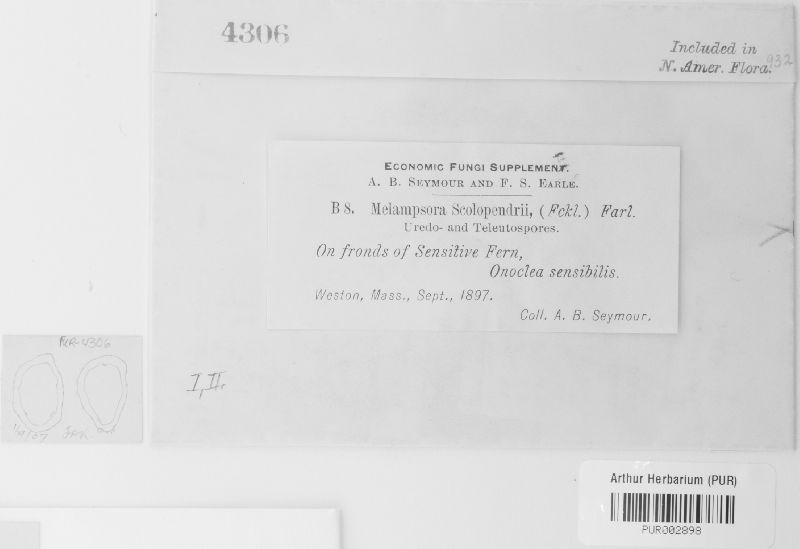 4306
Included in
N. Amer. Flora. 932
ECONOMIC FUNGI SUPPLEMENT.
A. B. SEYMOUR AND F. S. EARLE.
B 8. Melampsora Scolopendrii, (Fckl.) Farl.
Uredo- and Teleutospores.
On fronds of Sensitive Fern,
Onoclea sensibilis.
Weston, Mass., Sept., 1897.
Coll. A. B. Seymour.
PUR-4306
I, II.
Arthur Herbarium (PUR)
PUR002898